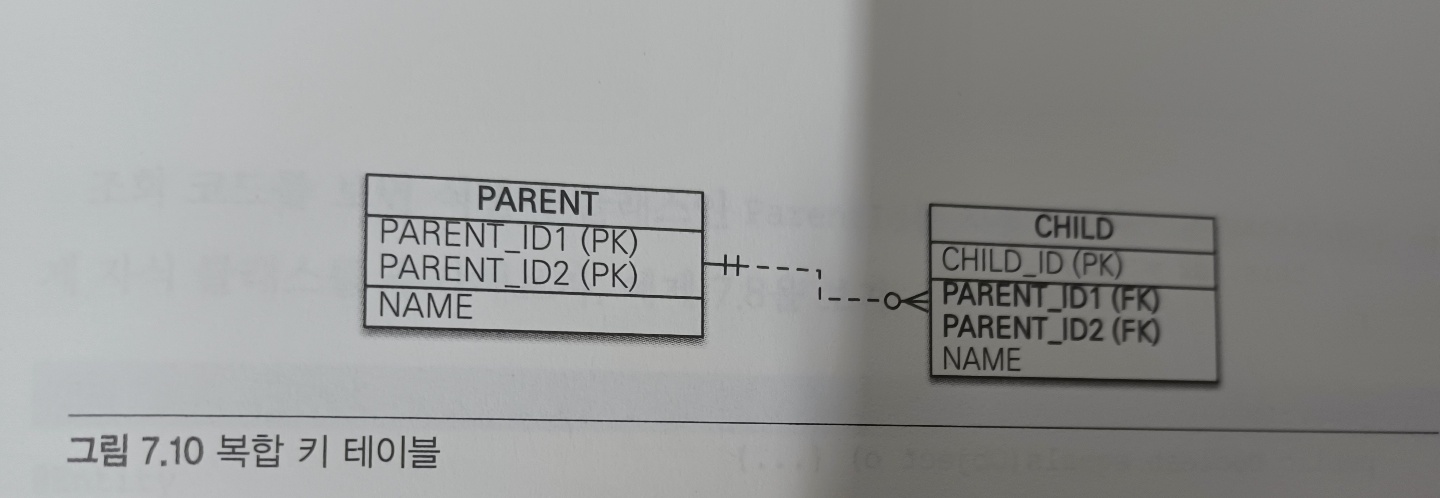 PARENT
PARENT_ID1 (PK)
PARENT_ID2 (PK)
NAME
CHILD
CHILD_ID (PK)
PARENT_ID1 (FK)
PARENT_ID2 (FK)
NAME
그림 7.10 복합 키 테이블